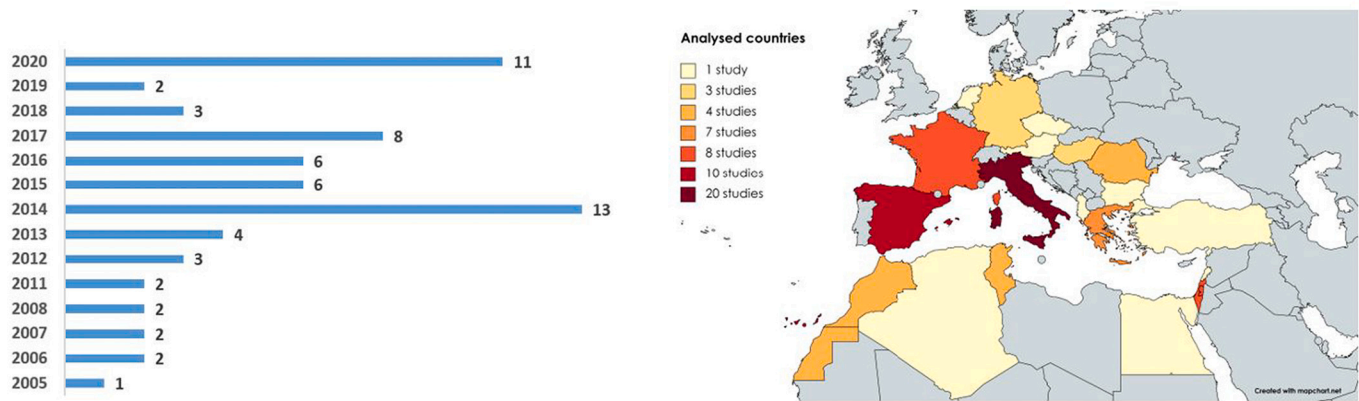 2020 11
2019 2
2018 3
2017 8
2016 6
2015 6
2014 13
2013 4
2012 3
2011 2
2008 2
2007 2
2006 2
2005 1
Analysed countries
1 study
3 studies
4 studies
7 studies
8 studies
10 studies
20 studies
Created with mapchart.net